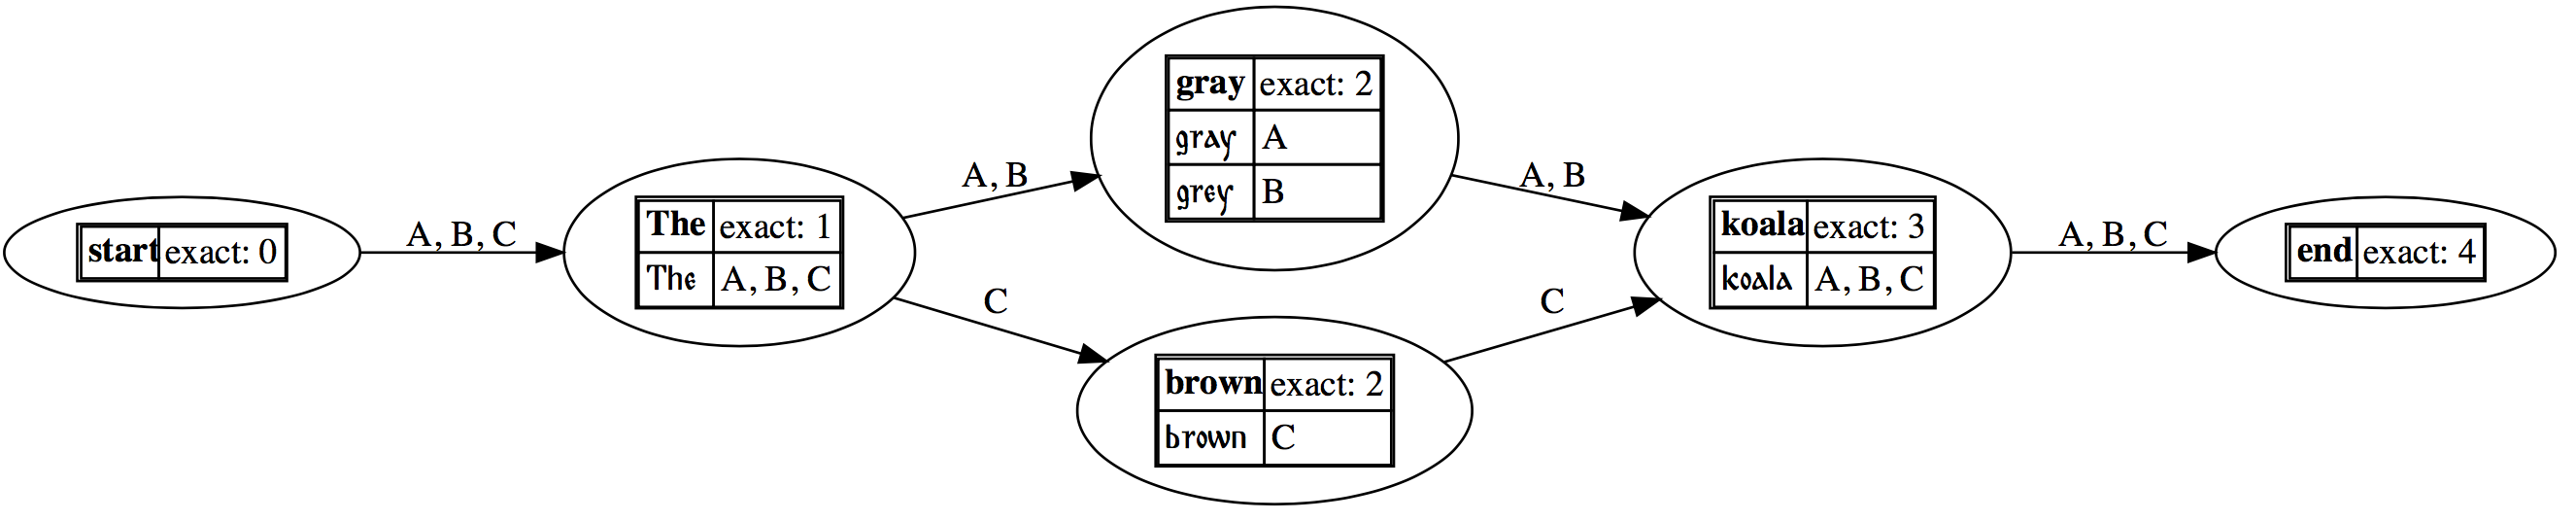 start exact: 0
A, B, C
The exact: 1
The A, B, C
A, B
C
gray exact: 2
gray A
grey B
brown exact: 2
brown C
A, B
C
koala exact: 3
koala A, B, C
A, B, C
end exact: 4